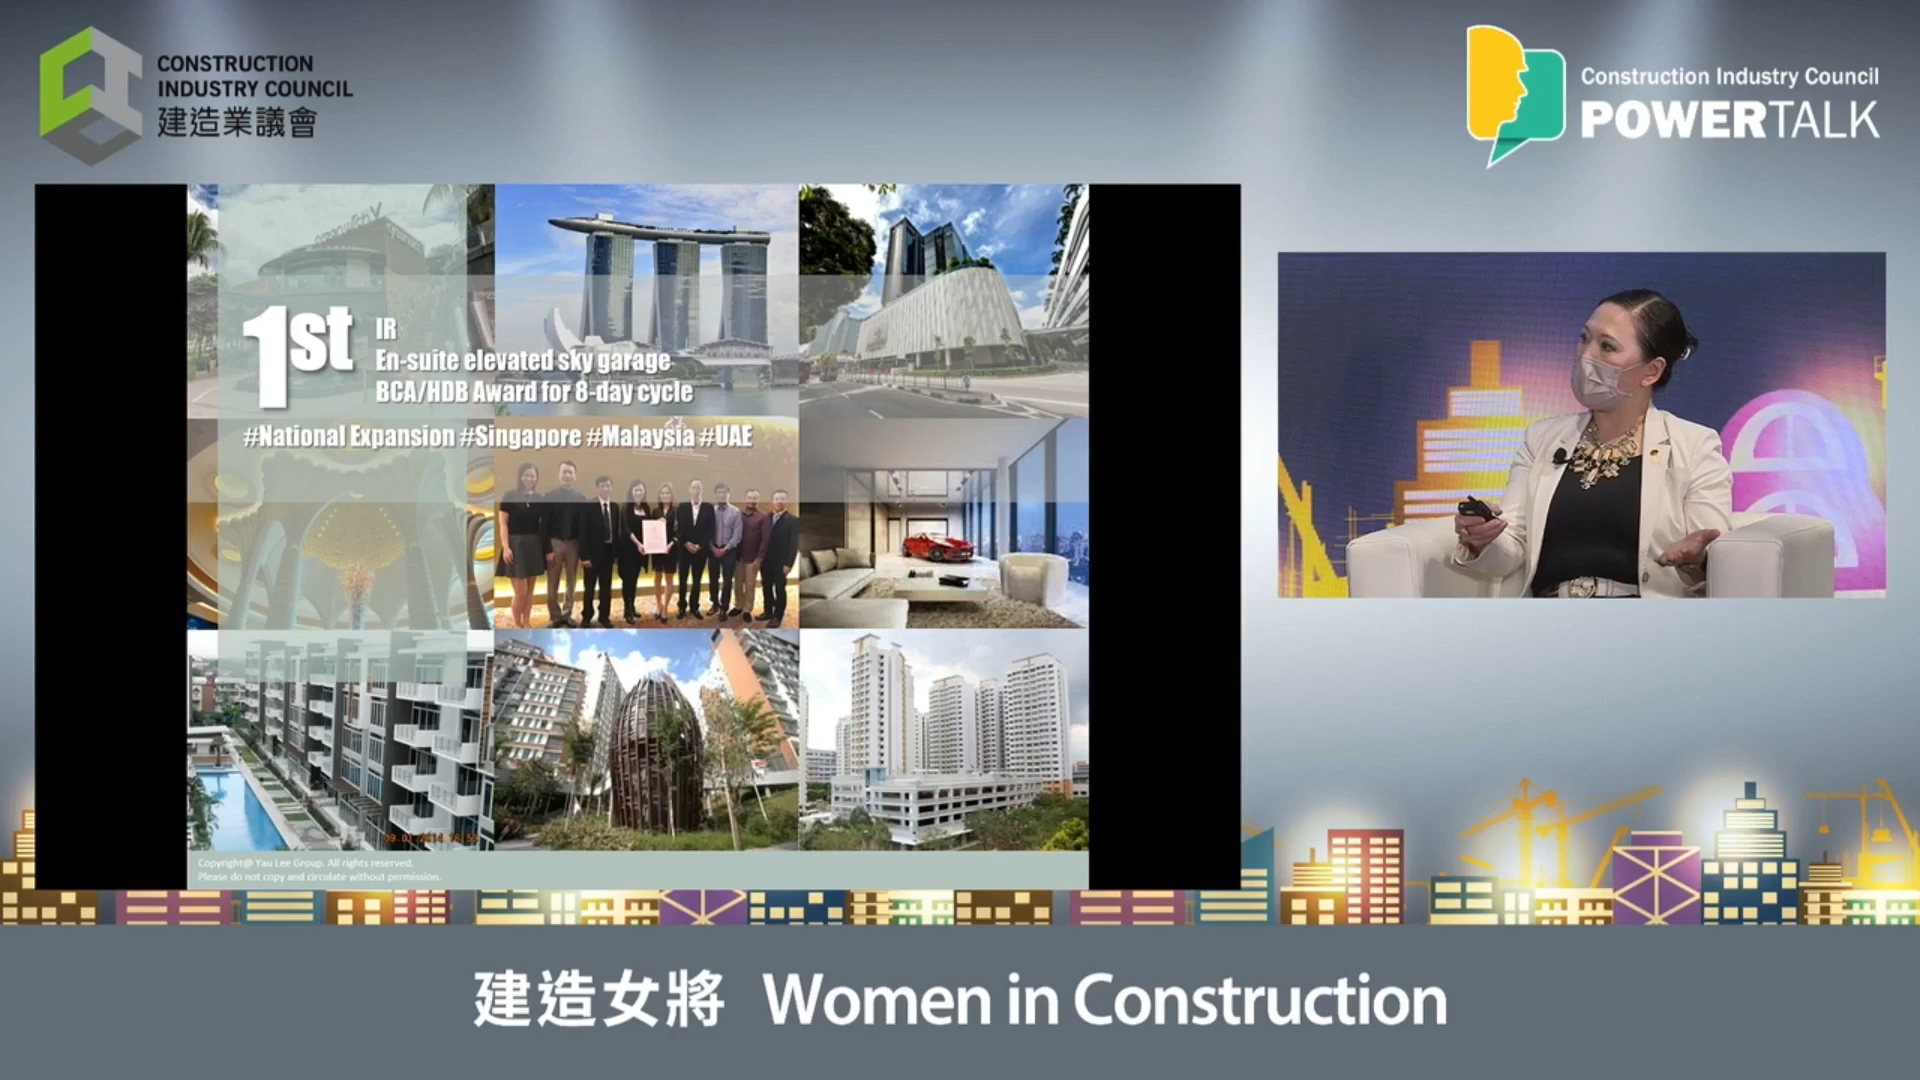 CONSTRUCTION
INDUSTRY COUNCIL
建造業議會
Construction Industry Council
POWERTALK
1st
IR
En-suite elevated sky garage
BCA/HDB Award for 8-day cycle
#National Expansion #Singapore #Malaysia #UAE
Copyright@ Yau Lee Group. All rights reserved.
Please do not copy and circulate without permission.
建造女將 Women in Construction